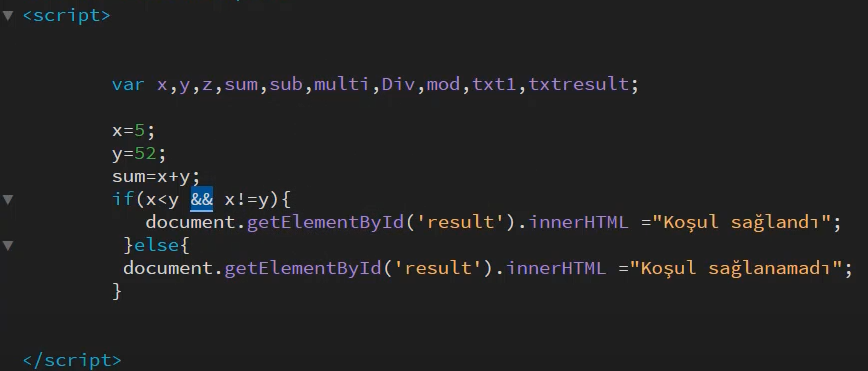 <script>
var x,y,z,sum,sub,multi,Div,mod,txt1,txtresult;
x=5;
y=52;
sum=x+y;
if(x<y && x!=y){
document.getElementById('result').innerHTML ="Koşul sağlandı";
}else{
document.getElementById('result').innerHTML ="Koşul sağlanamadı";
}
</script>